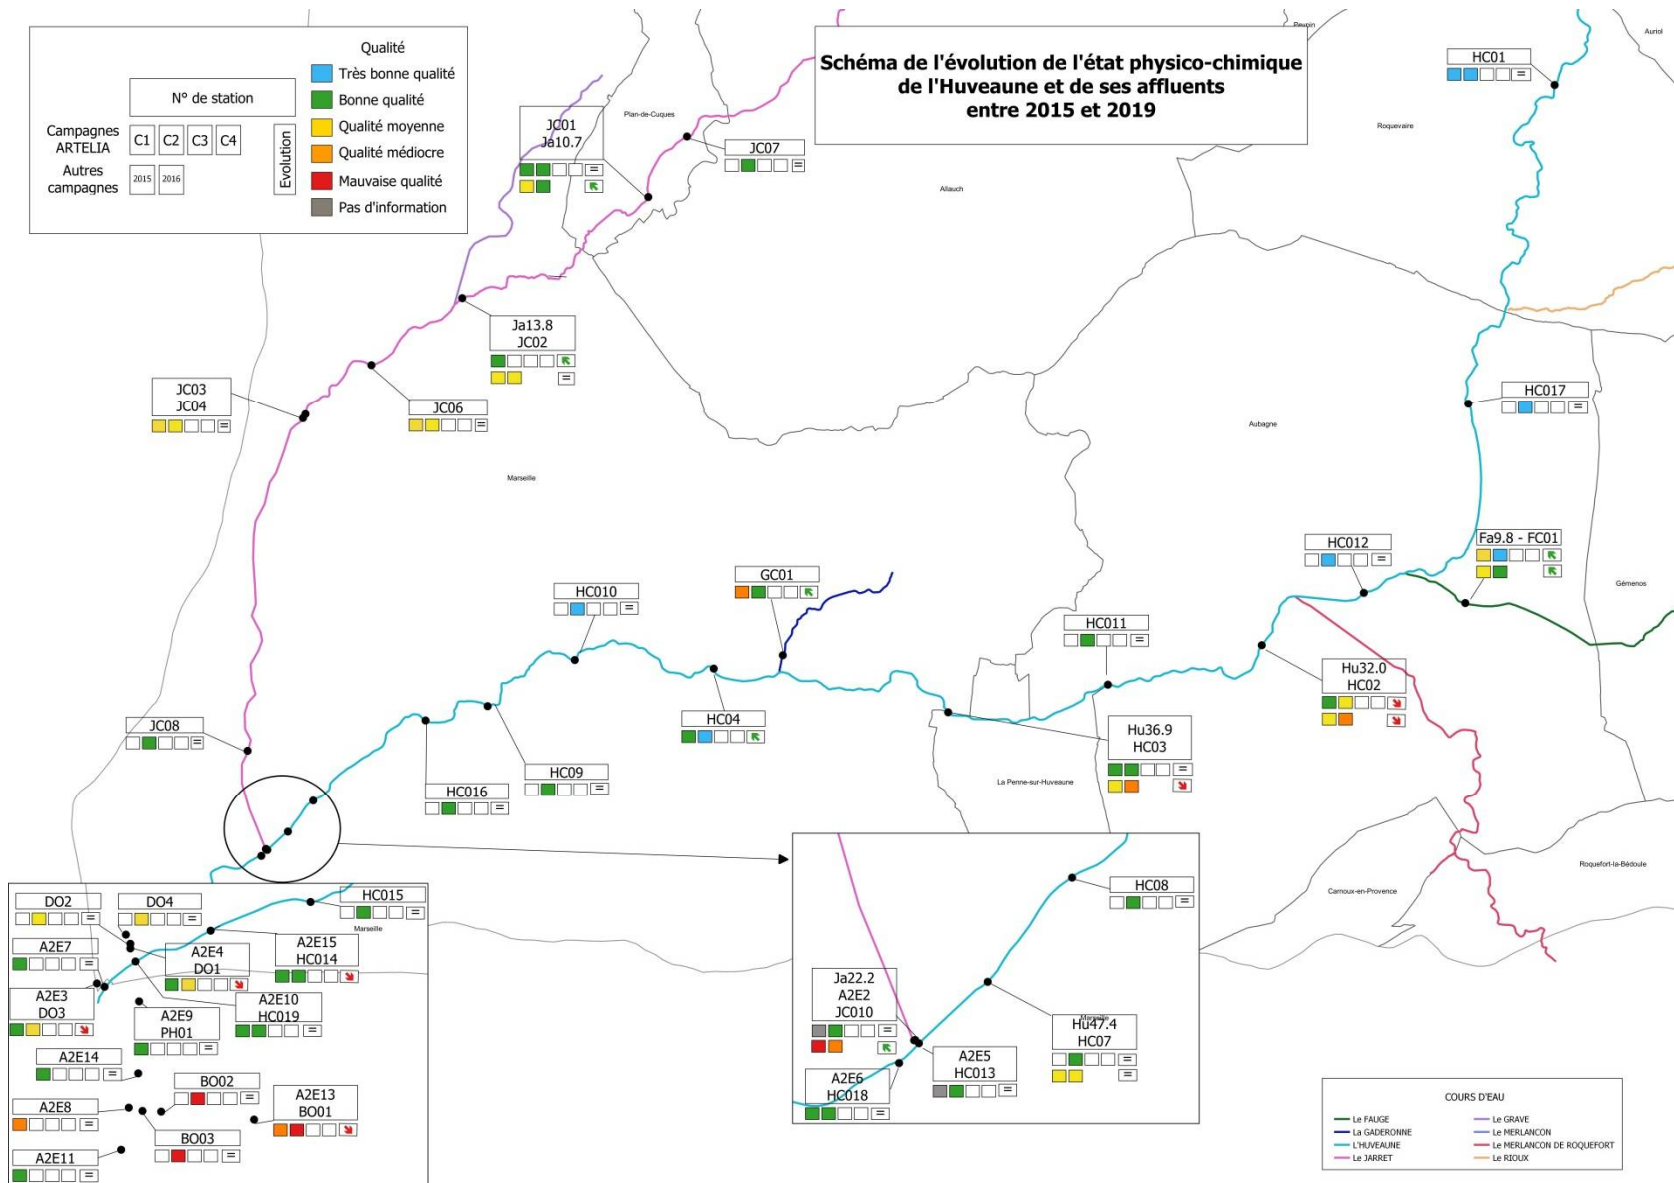 Schéma de l'évolution de l'état physico-chimique
de l'Huveaune et de ses affluents
entre 2015 et 2019
Qualité
Très bonne qualité
Bonne qualité
Qualité moyenne
Qualité médiocre
Mauvaise qualité
Pas d'information
N° de station
Campagnes
ARTELIA
C1 C2 C3 C4
Autres
campagnes
2015 2016
Evolution
Peypin
Auriol
HC01
=
Plan-de-Cuques
Roquevaire
JC01
Ja10.7
=
JC07
=
Allauch
Ja13.8
JC02
=
JC03
JC04
=
JC06
=
HC017
=
Aubagne
Marseille
HC012
=
Fa9.8 - FC01
Gémenos
GC01
HC010
=
HC011
=
Hu32.0
HC02
JC08
=
HC04
Hu36.9
HC03
=
HC09
=
HC016
=
La Penne-sur-Huveaune
Carnoux-en-Provence
Roquefort-la-Bédoule
DO2
=
DO4
=
HC015
=
Marseille
A2E7
=
A2E4
DO1
A2E15
HC014
A2E3
DO3
A2E10
HC019
=
A2E9
PH01
=
A2E14
=
BO02
=
A2E8
=
A2E13
BO01
BO03
=
A2E11
=
HC08
=
Ja22.2
A2E2
JC010
=
Marseille
Hu47.4
HC07
=
=
A2E5
HC013
=
A2E6
HC018
=
COURS D'EAU
Le FAUGE
La GADERONNE
L'HUVEAUNE
Le JARRET
Le GRAVE
Le MERLANCON
Le MERLANCON DE ROQUEFORT
Le RIOUX